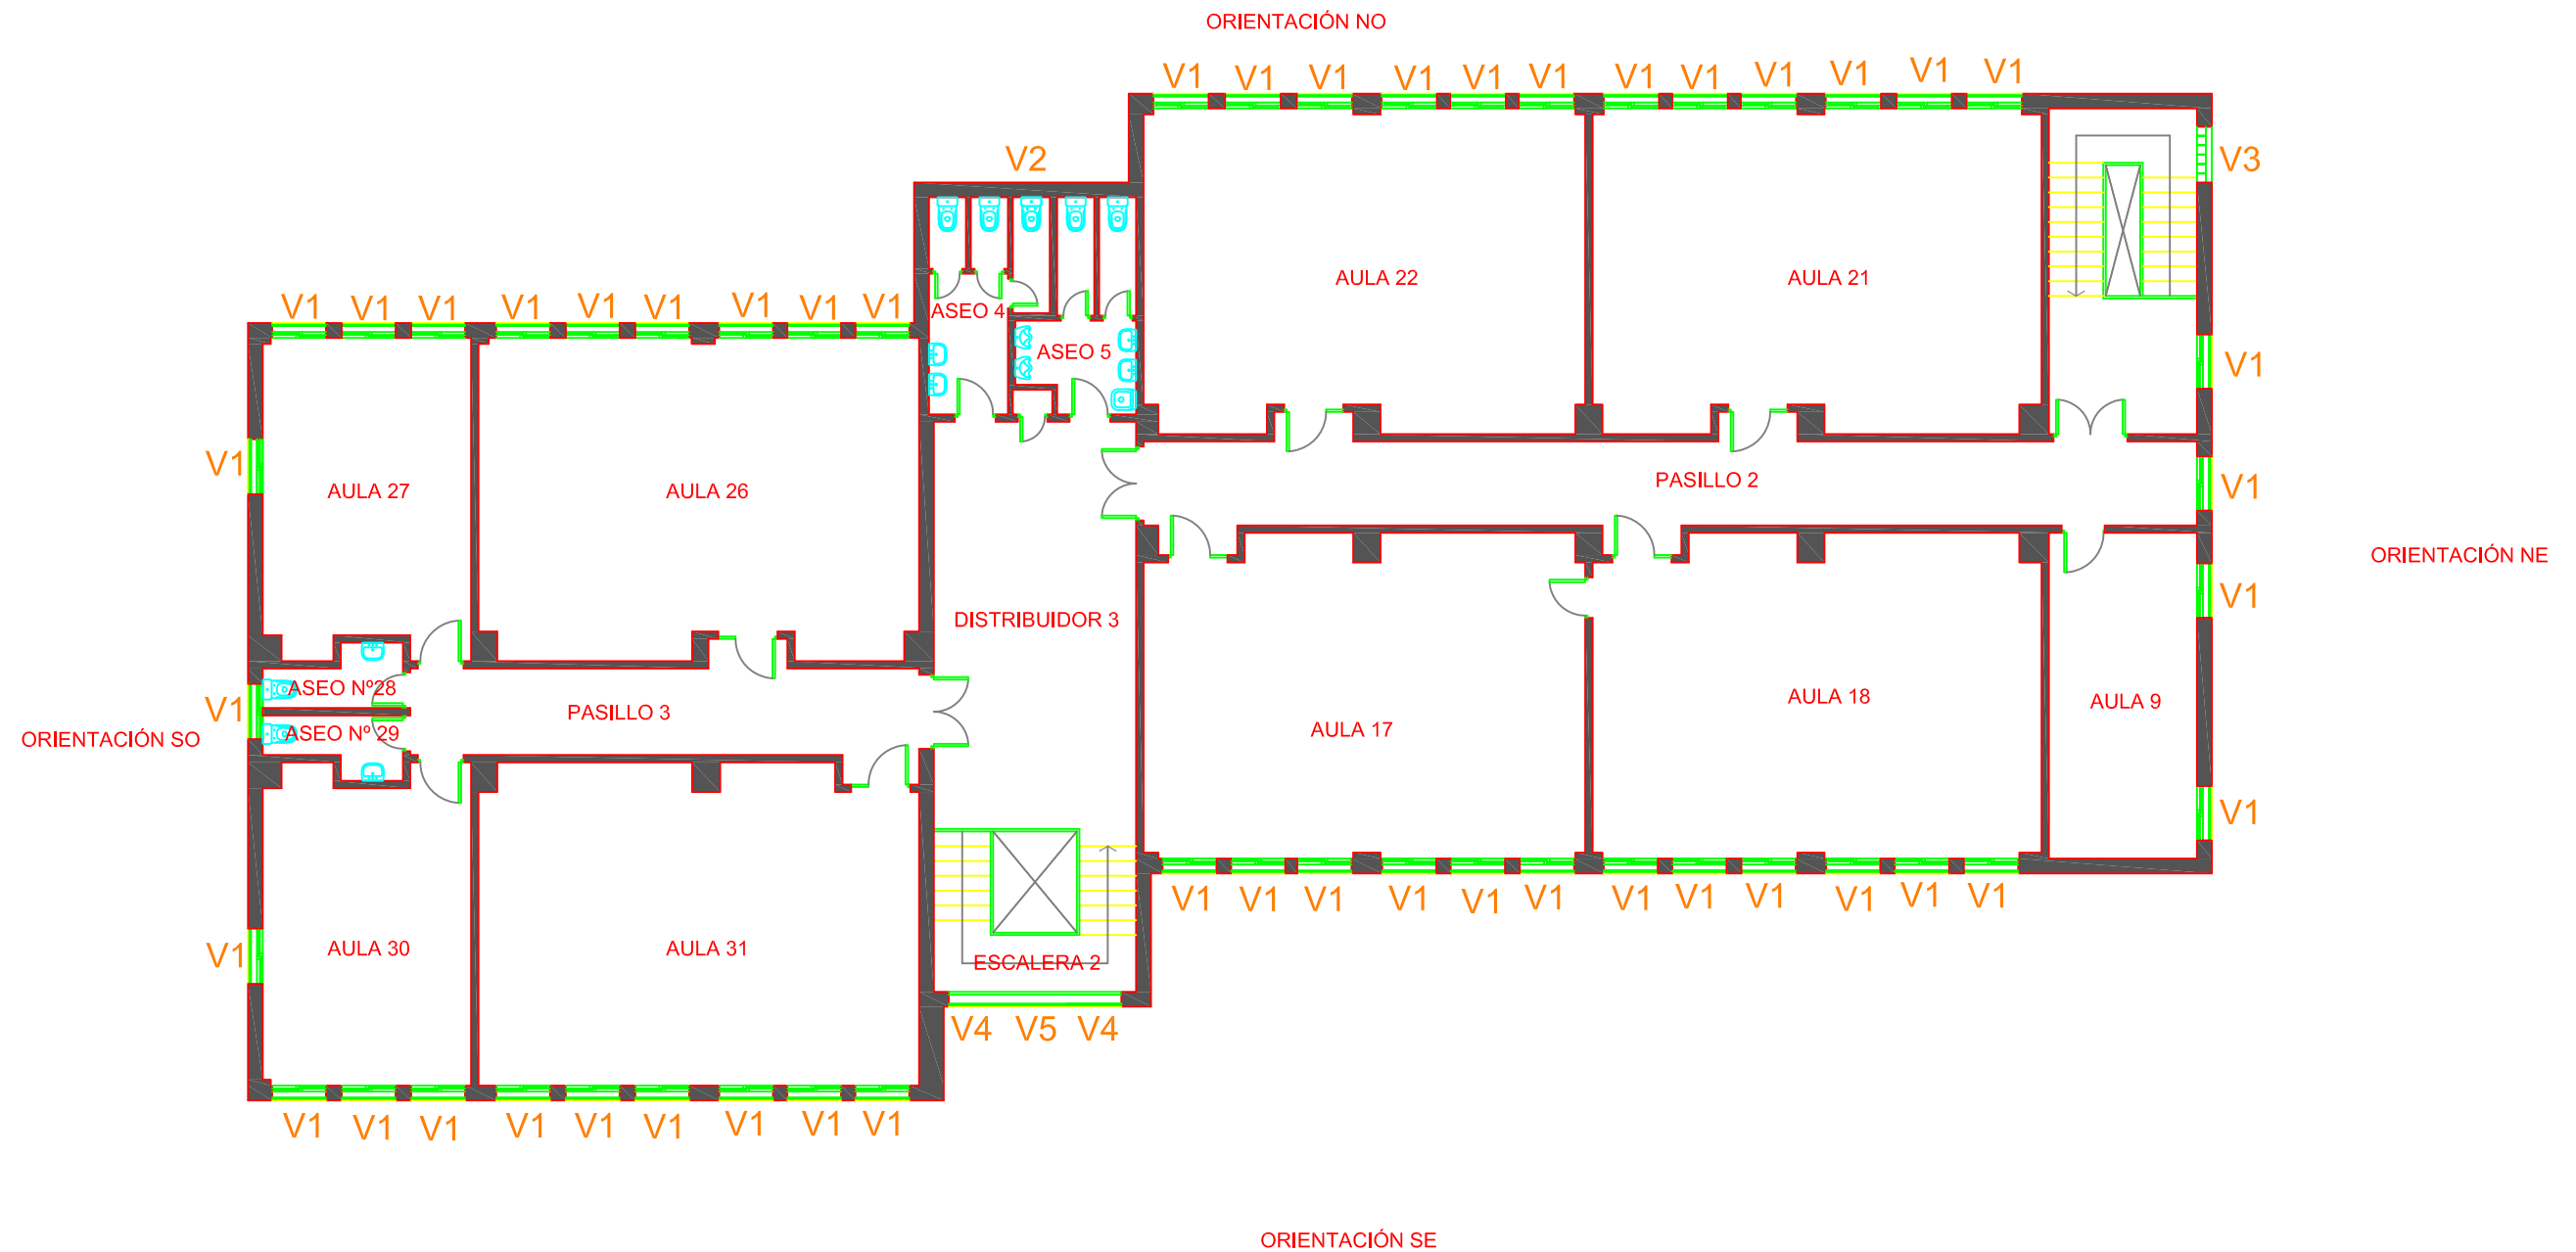 ORIENTACIÓN NO
V1 V1 V1 V1 V1 V1 V1 V1 V1 V1 V1 V1
V2
V3
AULA 22
AULA 21
V1 V1 V1 V1 V1 V1 V1 V1 V1
ASEO 4
ASEO 5
V1
V1
AULA 27
AULA 26
PASILLO 2
V1
ORIENTACIÓN NE
V1
DISTRIBUIDOR 3
ASEO Nº28
V1
PASILLO 3
ASEO Nº 29
ORIENTACIÓN SO
AULA 17
AULA 18
AULA 9
V1
V1 V1 V1 V1 V1 V1 V1 V1 V1 V1 V1 V1
V1
AULA 30
AULA 31
ESCALERA 2
V4 V5 V4
V1 V1 V1 V1 V1 V1 V1 V1 V1
ORIENTACIÓN SE